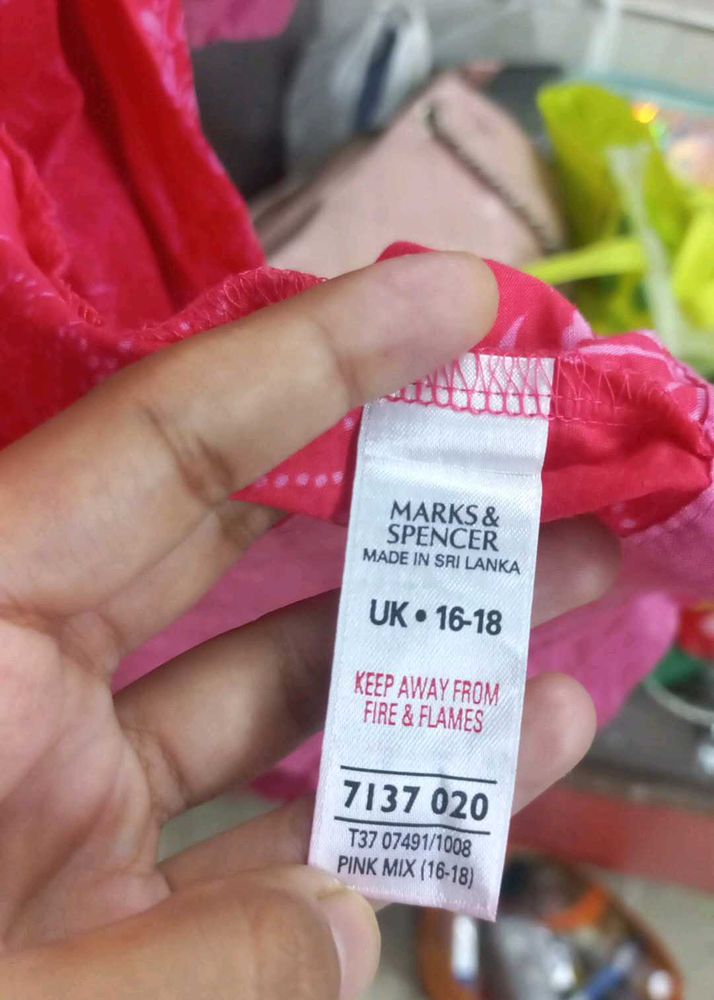 MARKS &
SPENCER
MADE IN SRI LANKA
UK • 16-18
KEEP AWAY FROM
FIRE & FLAMES
7137 020
T37 07491/1008
PINK MIX (16-18)